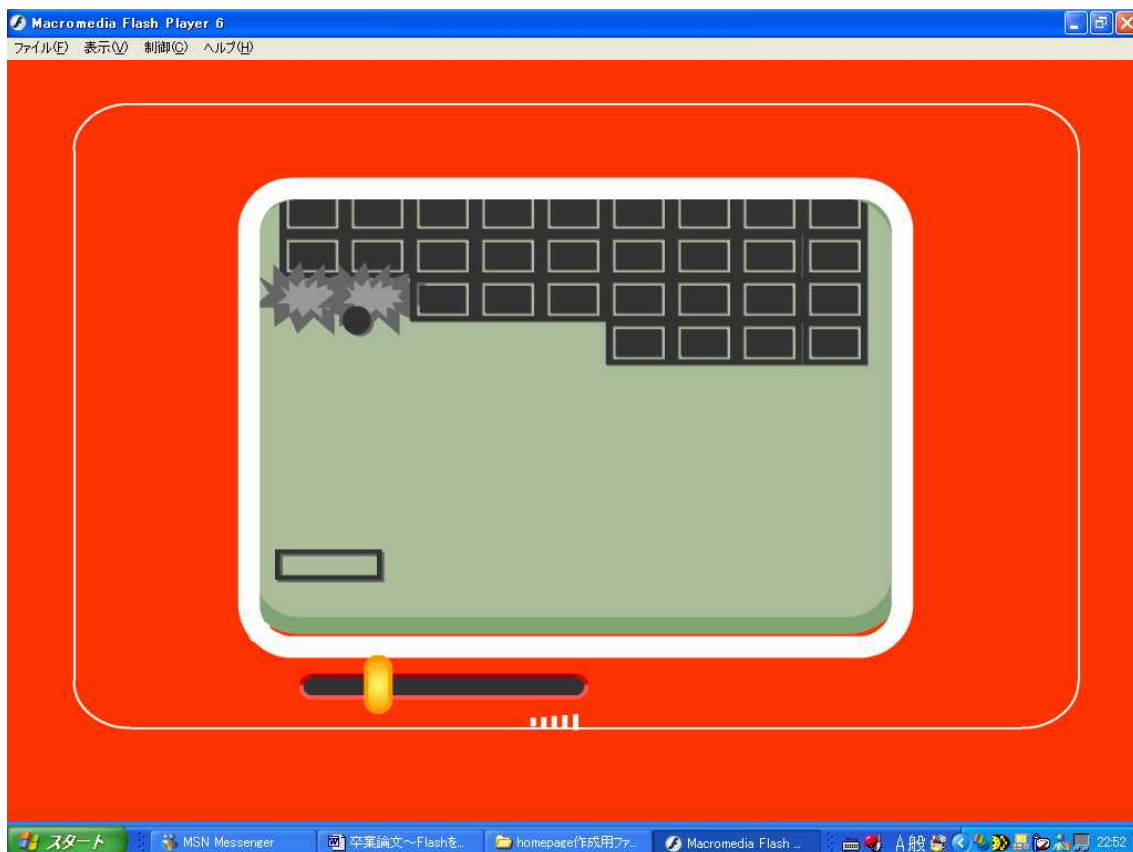 Macromedia Flash Player 6
ファイル(F) 表示(V) 制御(C) ヘルプ(H)
スタート MSN Messenger 卒業論文~Flashを... homepage作成用ファ... Macromedia Flash ... A般 22:52